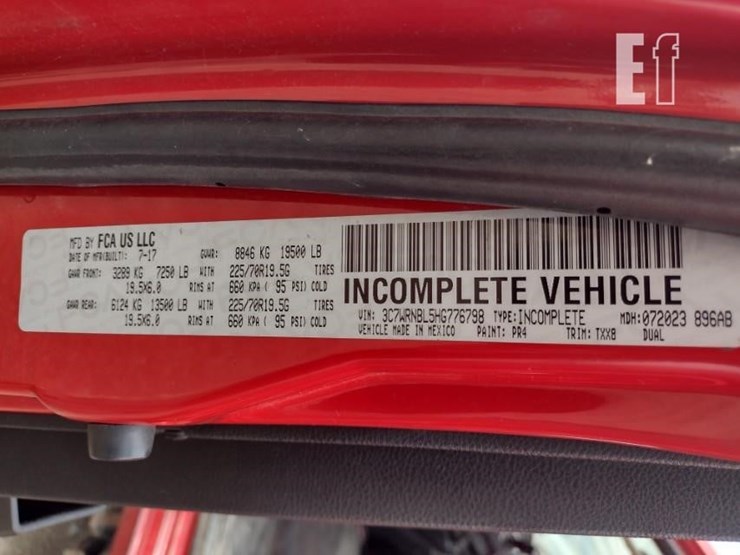 Ef
MFD BY FCA US LLC
DATE OF MFR(BUILT): 7-17 GVWR: 8846 KG 19500 LB
GAWR FRONT: 3289 KG 7250 LB WITH 225/70R19.5G TIRES
19.5X6.0 RIMS AT 660 KPA ( 95 PSI) COLD
GAWR REAR: 6124 KG 13500 LB WITH 225/70R19.5G TIRES
19.5X6.0 RIMS AT 660 KPA ( 95 PSI) COLD
INCOMPLETE VEHICLE
VIN: 3C7WRNBL5HG776798 TYPE: INCOMPLETE MDH: 072023 896AB
VEHICLE MADE IN MEXICO PAINT: PR4 TRIM: TXX8 DUAL